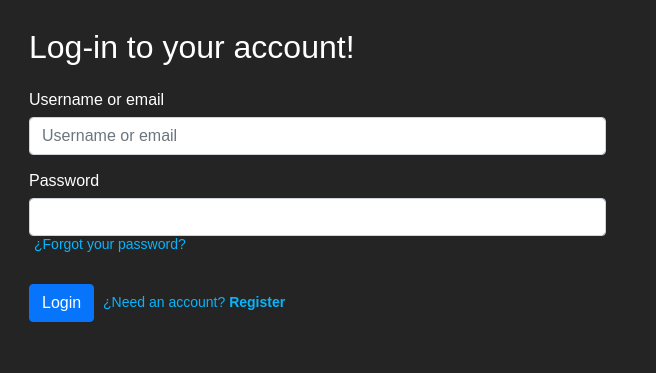 Log-in to your account!
Username or email
Username or email
Password
¿Forgot your password?
Login ¿Need an account? Register